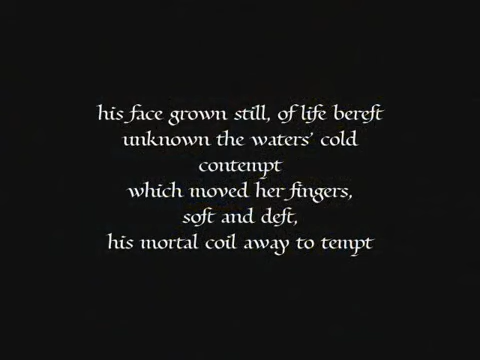 his face grown still, of life bereft
unknown the waters' cold
contempt
which moved her fingers,
soft and deft,
his mortal coil away to tempt